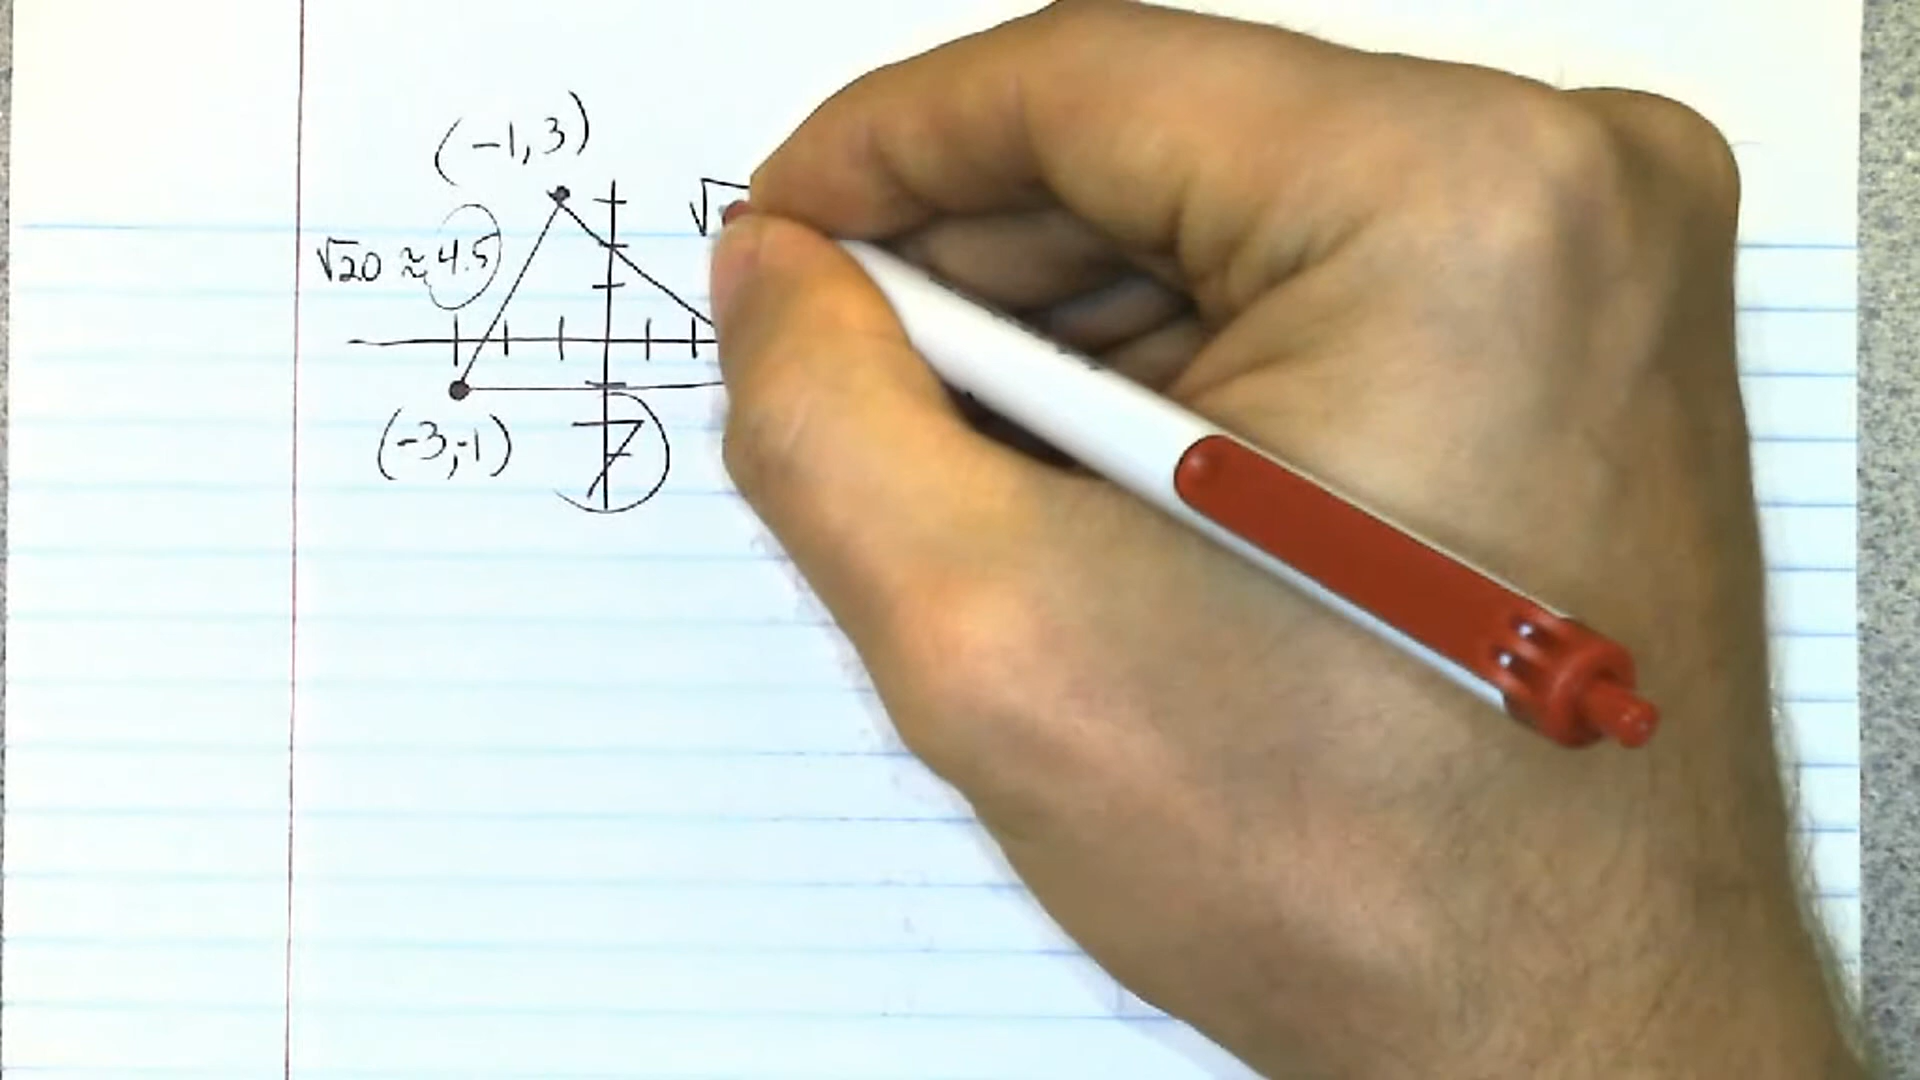 (-1,3)
√20 ≈ 4.5
(-3,-1)
7